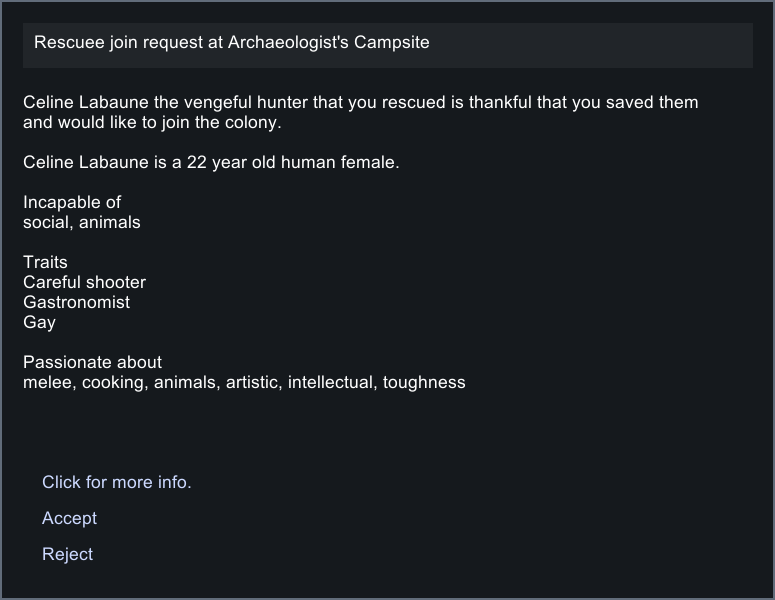 Rescuee join request at Archaeologist's Campsite
Celine Labaune the vengeful hunter that you rescued is thankful that you saved them
and would like to join the colony.
Celine Labaune is a 22 year old human female.
Incapable of
social, animals
Traits
Careful shooter
Gastronomist
Gay
Passionate about
melee, cooking, animals, artistic, intellectual, toughness
Click for more info.
Accept
Reject